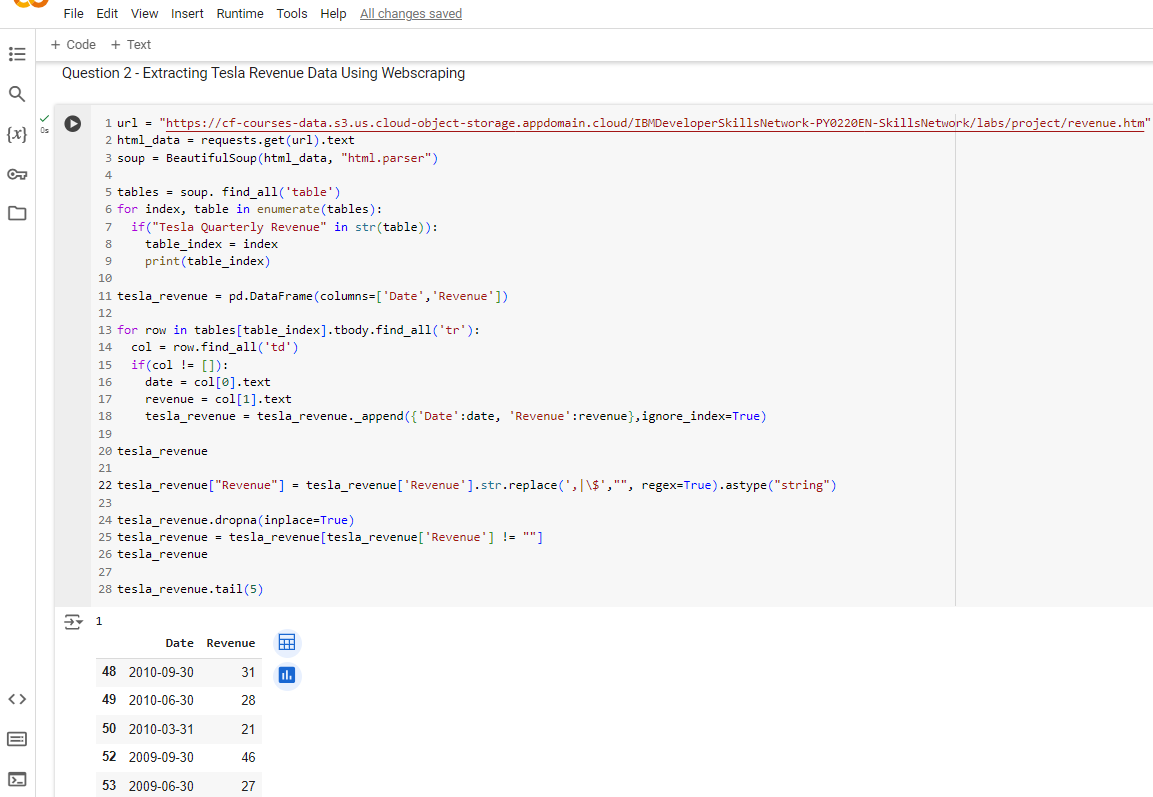 File Edit View Insert Runtime Tools Help All changes saved
+ Code + Text
Question 2 - Extracting Tesla Revenue Data Using Webscraping
{x}
0s
1 url = "https://cf-courses-data.s3.us.cloud-object-storage.appdomain.cloud/IBMDeveloperSkillsNetwork-PY0220EN-SkillsNetwork/labs/project/revenue.htm"
2 html_data = requests.get(url).text
3 soup = BeautifulSoup(html_data, "html.parser")
4
5 tables = soup. find_all('table')
6 for index, table in enumerate(tables):
7   if("Tesla Quarterly Revenue" in str(table)):
8     table_index = index
9     print(table_index)
10
11 tesla_revenue = pd.DataFrame(columns=['Date','Revenue'])
12
13 for row in tables[table_index].tbody.find_all('tr'):
14   col = row.find_all('td')
15   if(col != []):
16     date = col[0].text
17     revenue = col[1].text
18     tesla_revenue = tesla_revenue._append({'Date':date, 'Revenue':revenue},ignore_index=True)
19
20 tesla_revenue
21
22 tesla_revenue["Revenue"] = tesla_revenue['Revenue'].str.replace(',|\$',"", regex=True).astype("string")
23
24 tesla_revenue.dropna(inplace=True)
25 tesla_revenue = tesla_revenue[tesla_revenue['Revenue'] != ""]
26 tesla_revenue
27
28 tesla_revenue.tail(5)
1
Date Revenue
48 2010-09-30 31
49 2010-06-30 28
50 2010-03-31 21
52 2009-09-30 46
53 2009-06-30 27